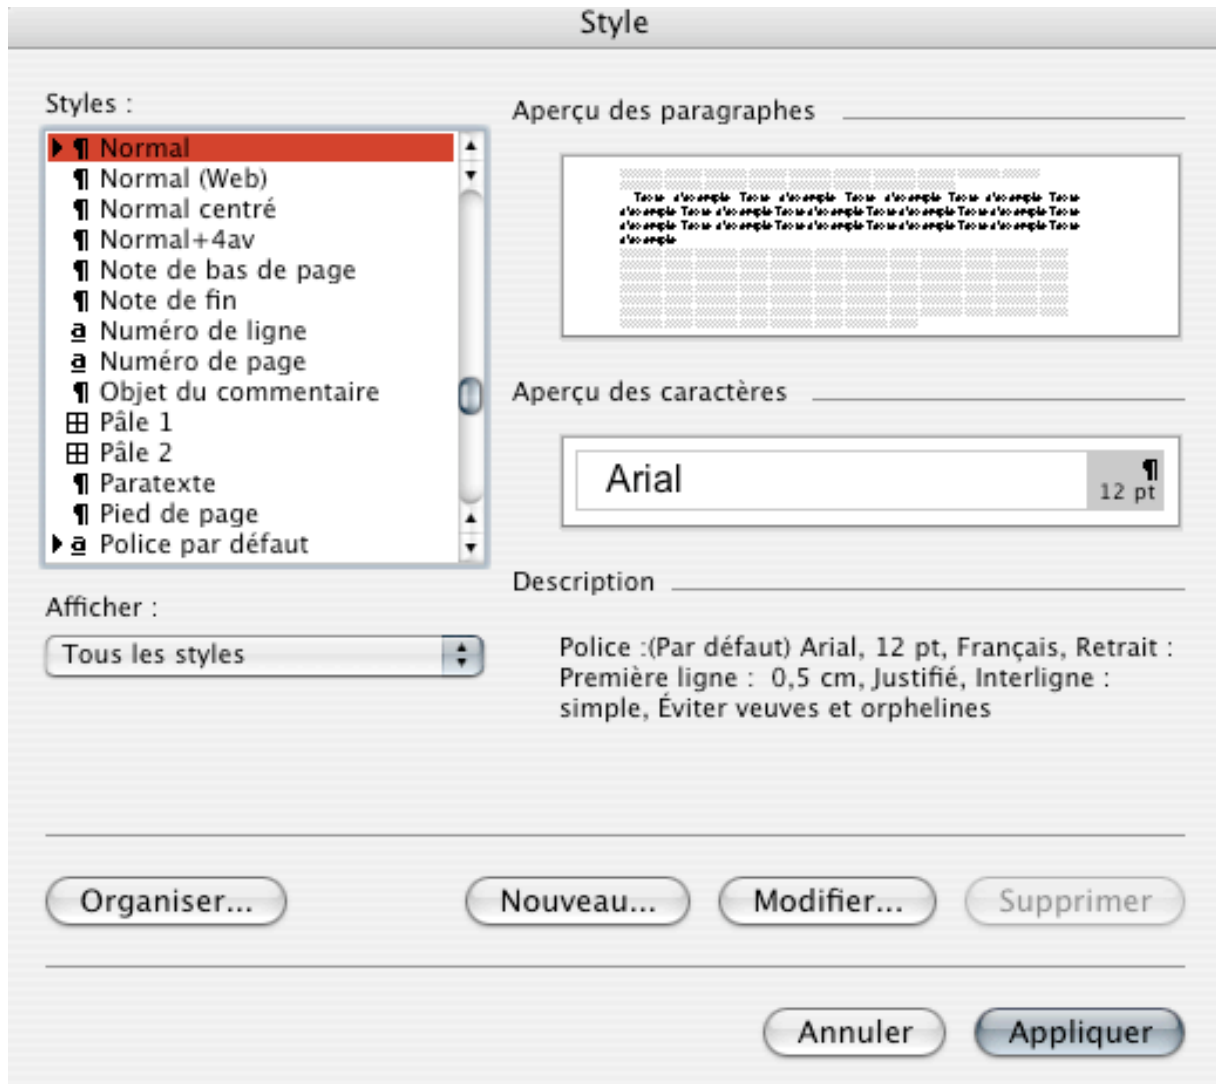 Style
Styles :
¶ Normal
¶ Normal (Web)
¶ Normal centré
¶ Normal+4av
¶ Note de bas de page
¶ Note de fin
a Numéro de ligne
a Numéro de page
¶ Objet du commentaire
Pâle 1
Pâle 2
¶ Paratexte
¶ Pied de page
a Police par défaut
Afficher :
Tous les styles
Aperçu des paragraphes
Aperçu des caractères
Arial
¶
12 pt
Description
Police :(Par défaut) Arial, 12 pt, Français, Retrait :
Première ligne : 0,5 cm, Justifié, Interligne :
simple, Éviter veuves et orphelines
Organiser...
Nouveau...
Modifier...
Supprimer
Annuler
Appliquer